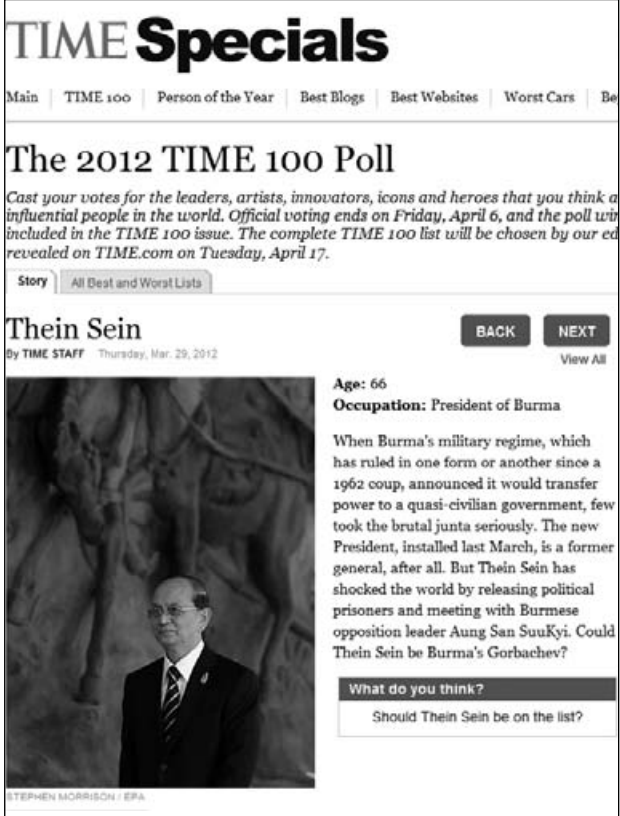 TIME Specials
Main TIME 100 Person of the Year Best Blogs Best Websites Worst Cars
The 2012 TIME 100 Poll
Cast your votes for the leaders, artists, innovators, icons and heroes that you think a
influential people in the world. Official voting ends on Friday, April 6, and the poll
included in the TIME 100 issue. The complete TIME 100 list will be chosen by our ed
revealed on TIME.com on Tuesday, April 17.
Story All Best and Worst Lists
Thein Sein
BACK NEXT
By TIME STAFF Thursday, Mar. 29, 2012
View All
Age: 66
Occupation: President of Burma
When Burma's military regime, which
has ruled in one form or another since a
1962 coup, announced it would transfer
power to a quasi-civilian government, few
took the brutal junta seriously. The new
President, installed last March, is a former
general, after all. But Thein Sein has
shocked the world by releasing political
prisoners and meeting with Burmese
opposition leader Aung San SuuKyi. Could
Thein Sein be Burma's Gorbachev?
What do you think?
Should Thein Sein be on the list?
STEPHEN MORRISON / EPA